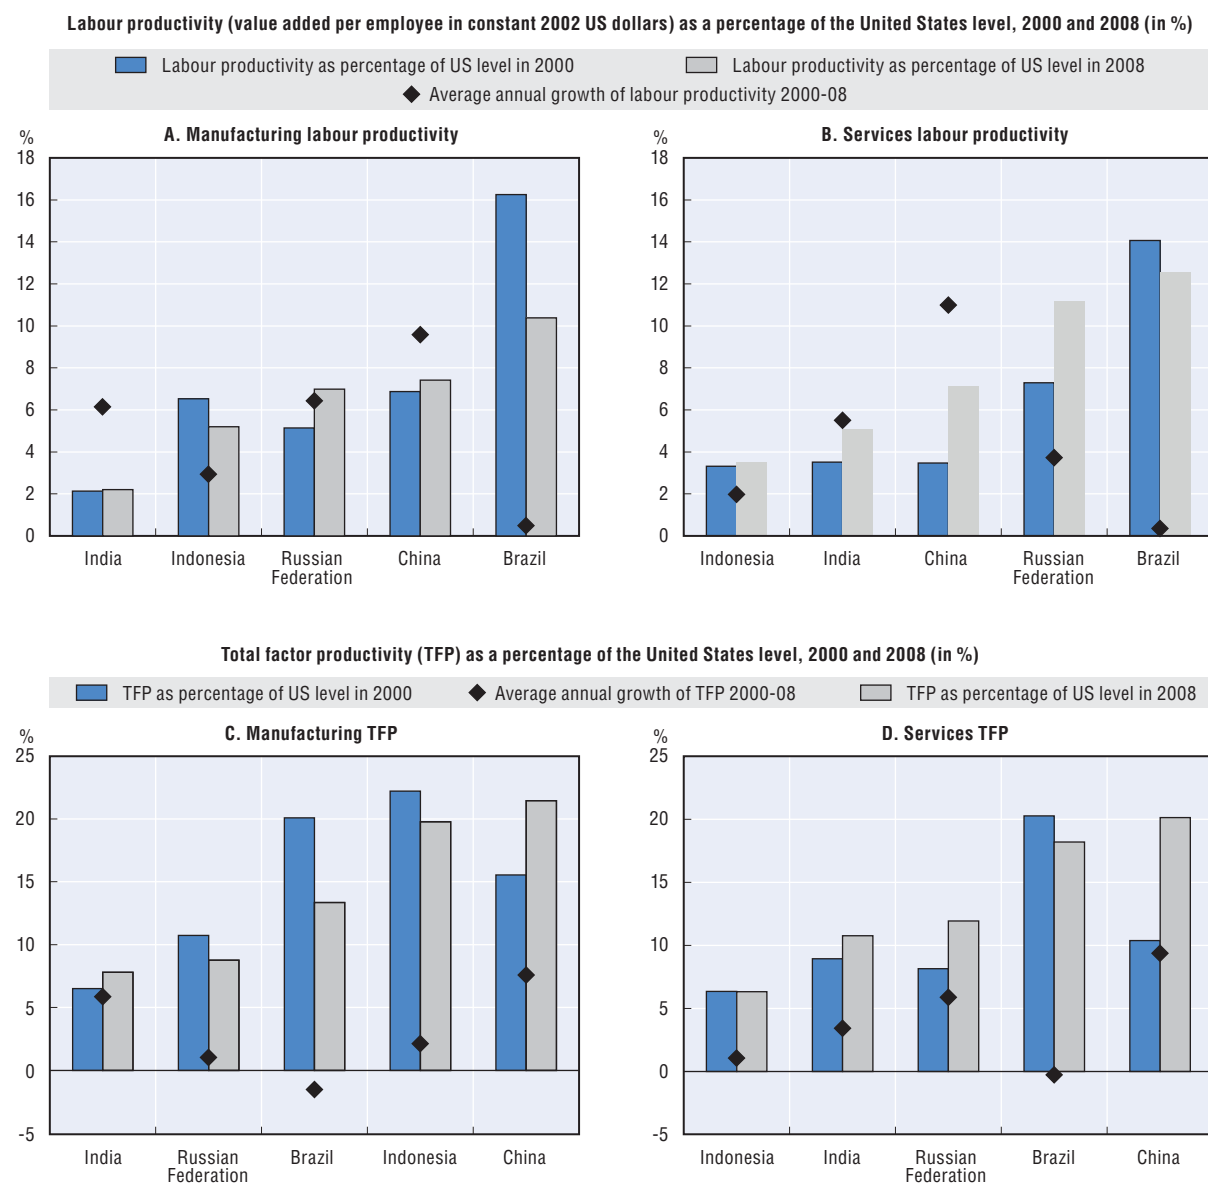 Labour productivity (value added per employee in constant 2002 US dollars) as a percentage of the United States level, 2000 and 2008 (in %)
Labour productivity as percentage of US level in 2000
Labour productivity as percentage of US level in 2008
Average annual growth of labour productivity 2000-08
A. Manufacturing labour productivity
%
18
16
14
12
10
8
6
4
2
0
India
Indonesia
Russian
Federation
China
Brazil
B. Services labour productivity
%
18
16
14
12
10
8
6
4
2
0
Indonesia
India
China
Russian
Federation
Brazil
Total factor productivity (TFP) as a percentage of the United States level, 2000 and 2008 (in %)
TFP as percentage of US level in 2000
Average annual growth of TFP 2000-08
TFP as percentage of US level in 2008
C. Manufacturing TFP
%
25
20
15
10
5
0
-5
India
Russian
Federation
Brazil
Indonesia
China
D. Services TFP
%
25
20
15
10
5
0
-5
Indonesia
India
Russian
Federation
Brazil
China